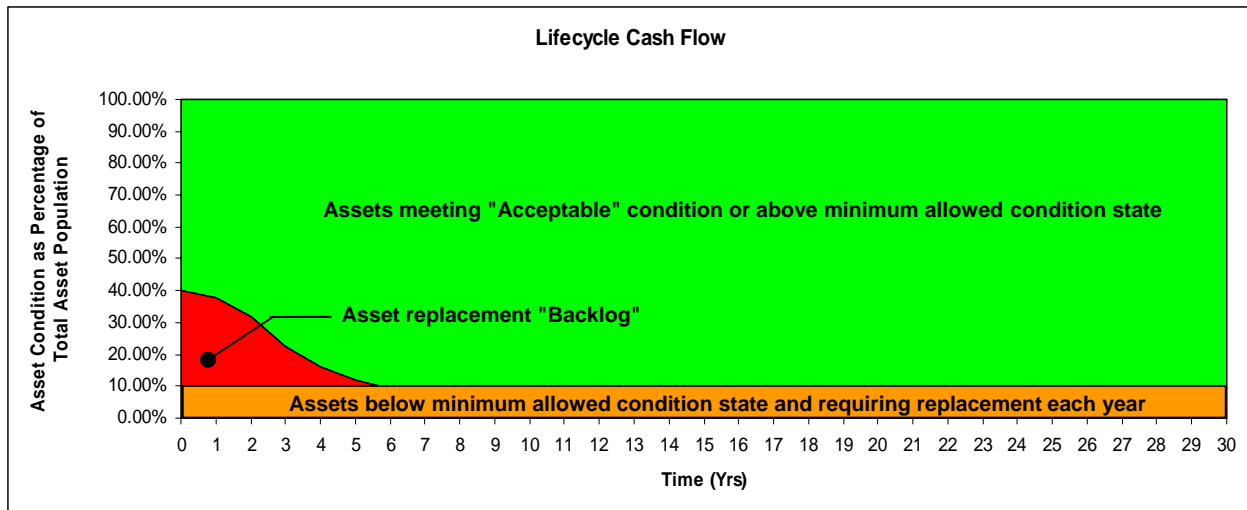 Lifecycle Cash Flow
Asset Condition as Percentage of
Total Asset Population
100.00%
90.00%
80.00%
70.00%
60.00%
50.00%
40.00%
30.00%
20.00%
10.00%
0.00%
Assets meeting "Acceptable" condition or above minimum allowed condition state
Asset replacement "Backlog"
Assets below minimum allowed condition state and requiring replacement each year
0 1 2 3 4 5 6 7 8 9 10 11 12 13 14 15 16 17 18 19 20 21 22 23 24 25 26 27 28 29 30
Time (Yrs)